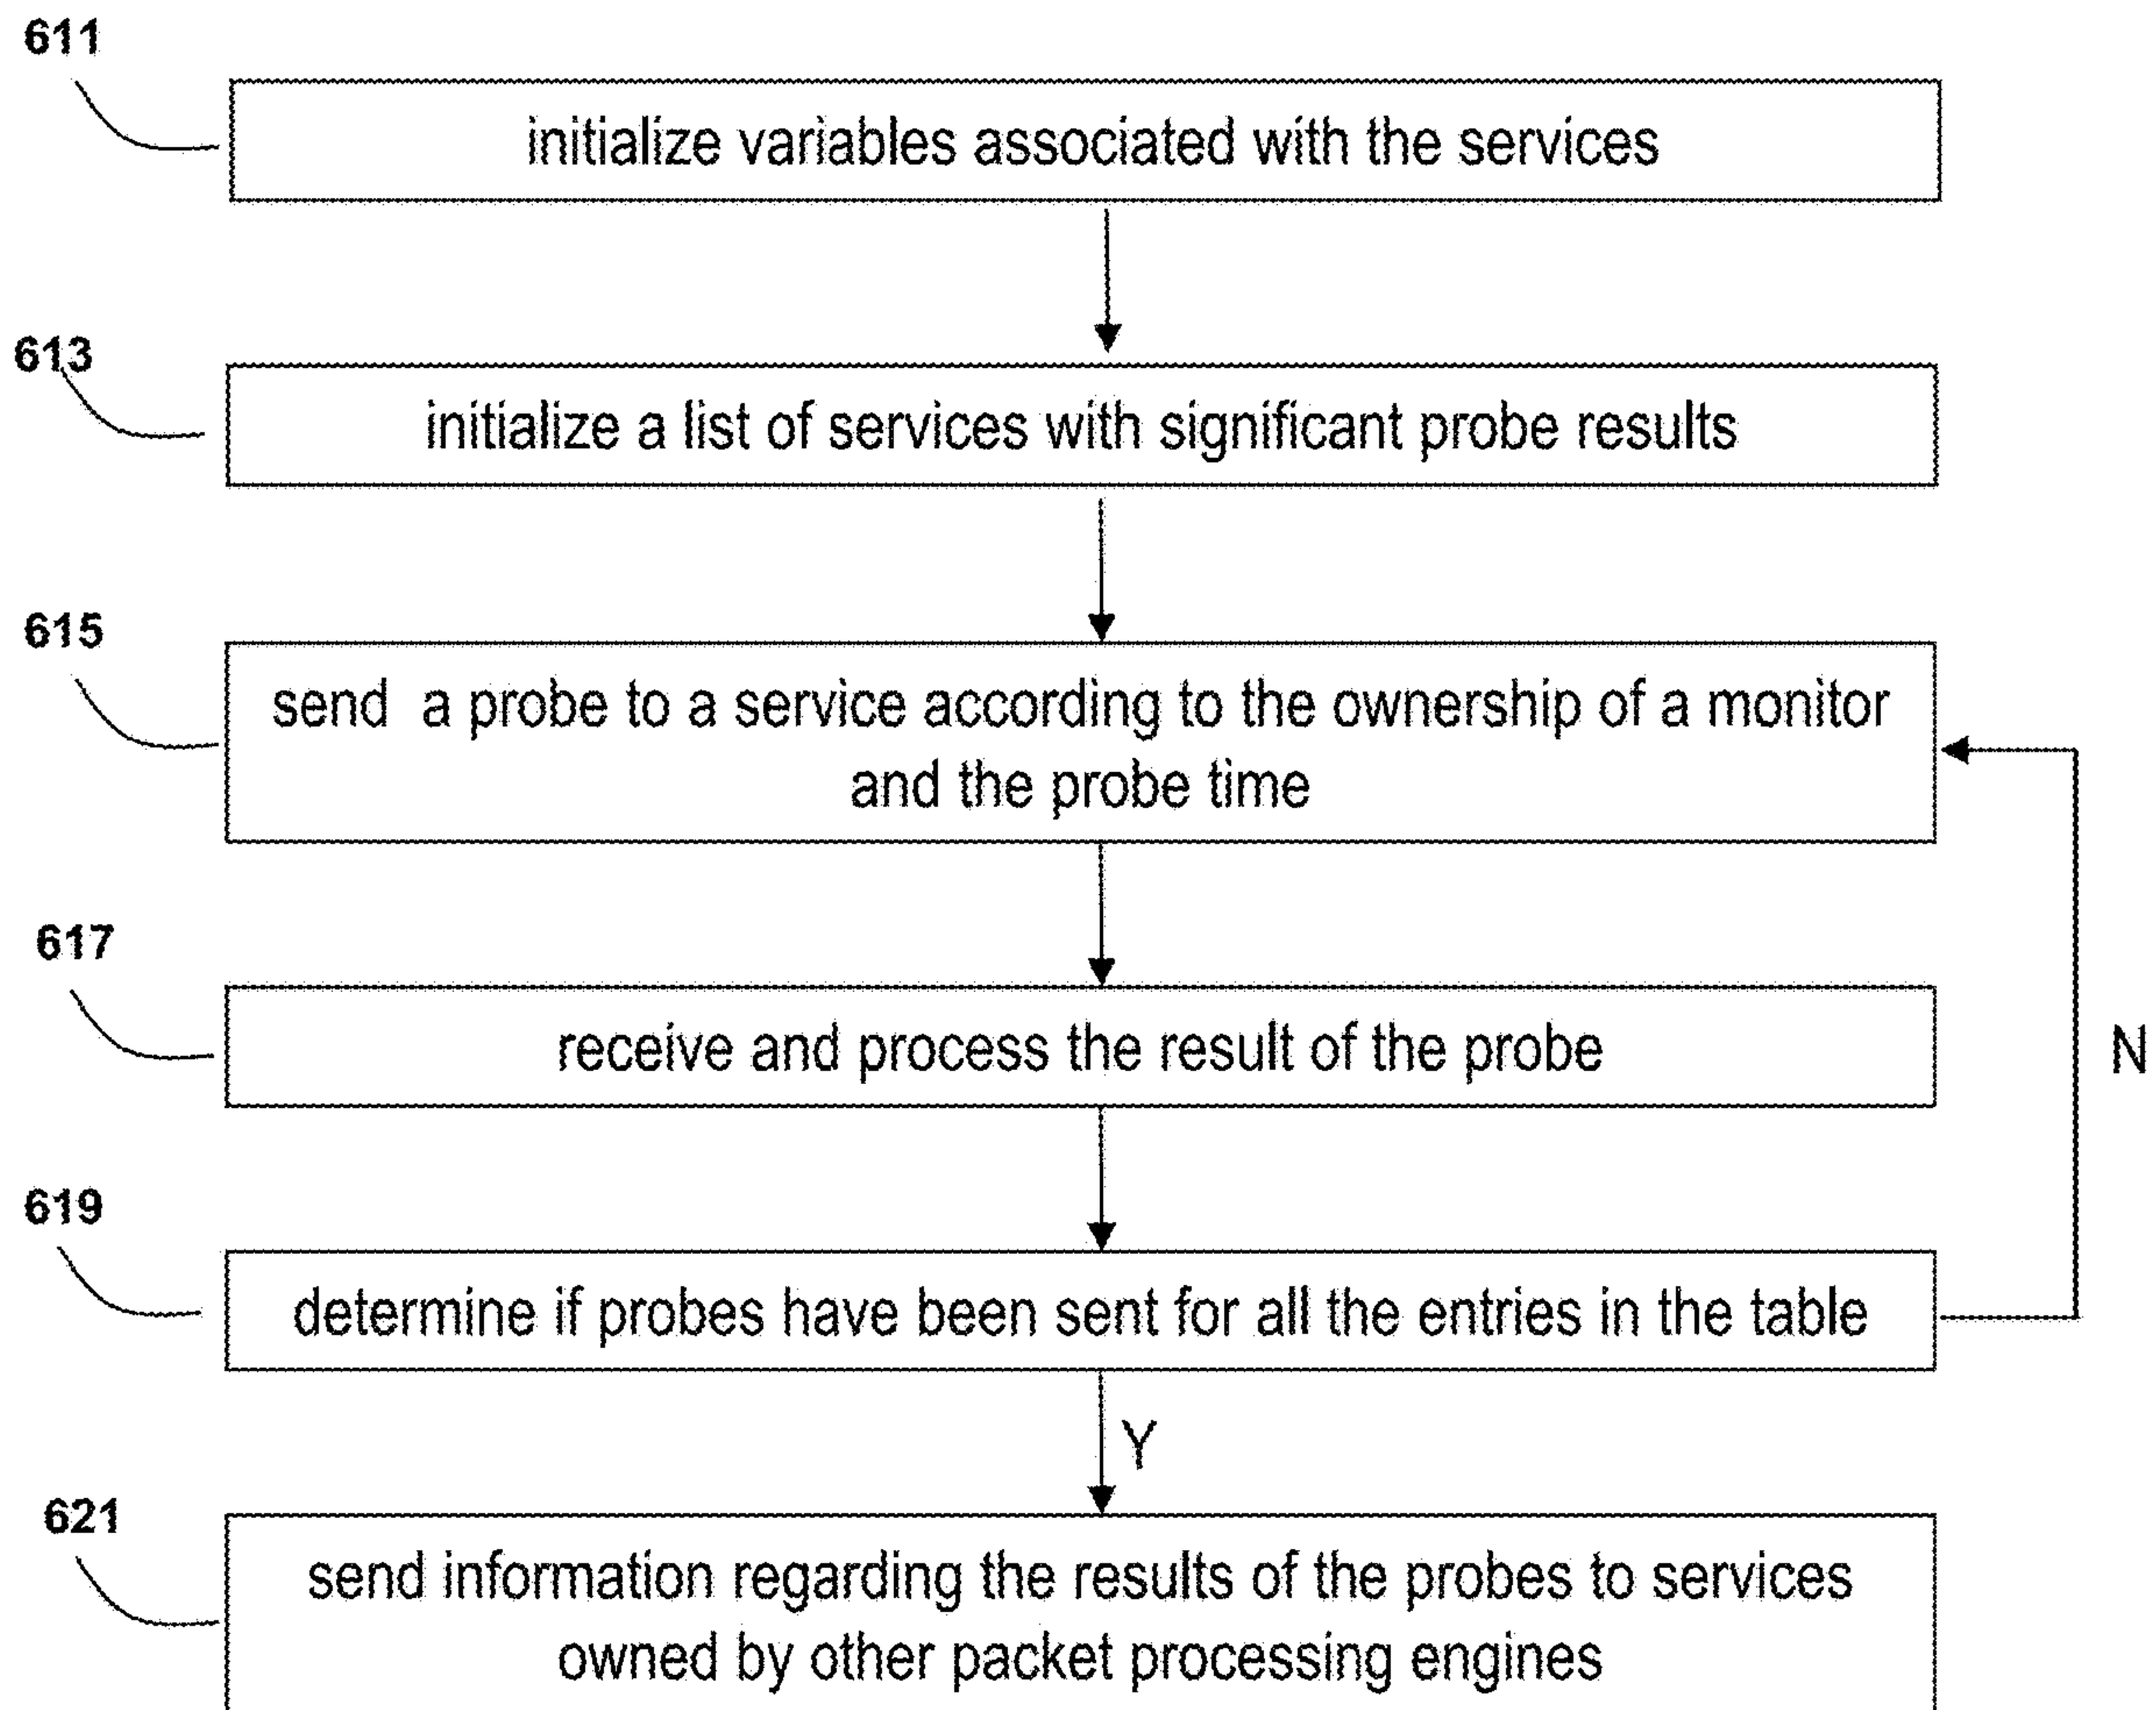 611
initialize variables associated with the services
613
initialize a list of services with significant probe results
615
send a probe to a service according to the ownership of a monitor
and the probe time
617
receive and process the result of the probe
N
619
determine if probes have been sent for all the entries in the table
Y
621
send information regarding the results of the probes to services
owned by other packet processing engines